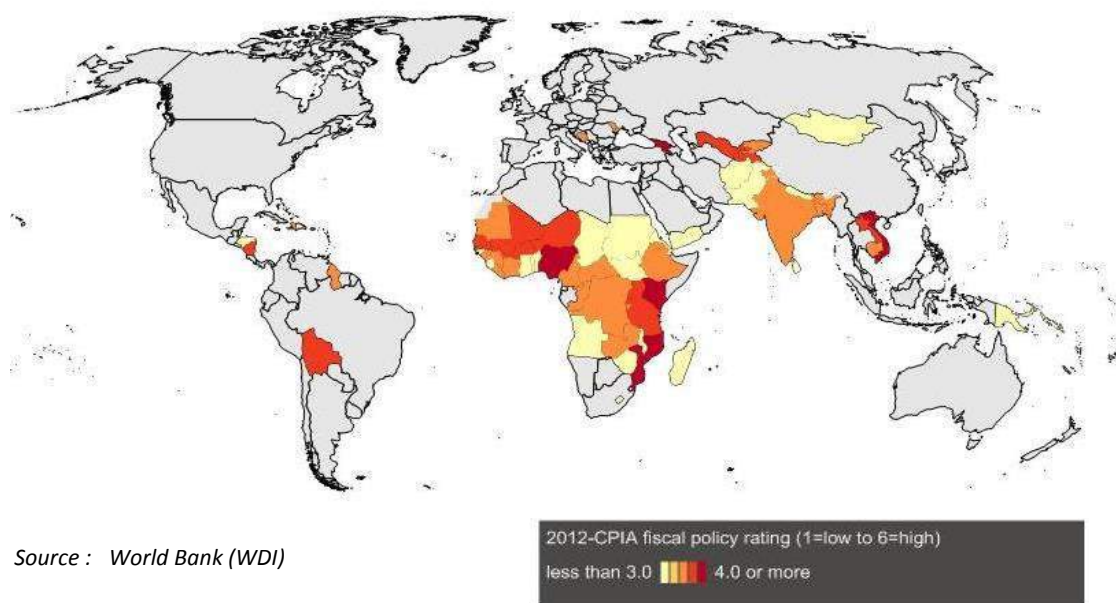 Source : World Bank (WDI)
2012-CPIA fiscal policy rating (1=low to 6=high)
less than 3.0 4.0 or more